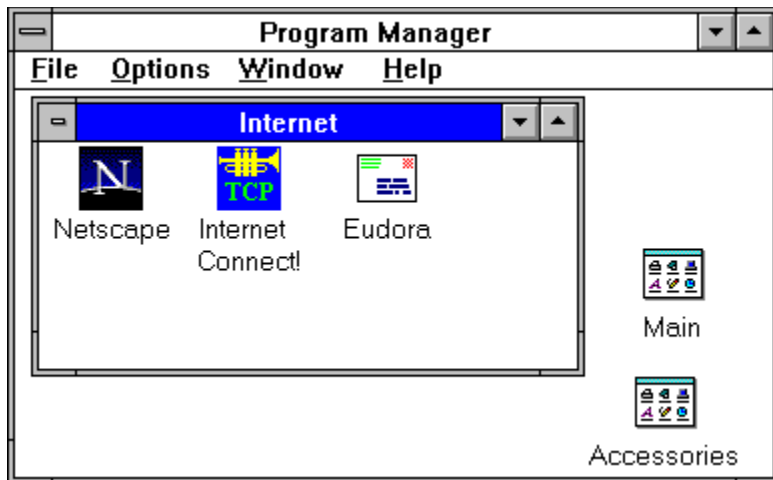 Program Manager
File Options Window Help
Internet
N
TCP
Netscape
Internet
Connect!
Eudora
Main
Accessories